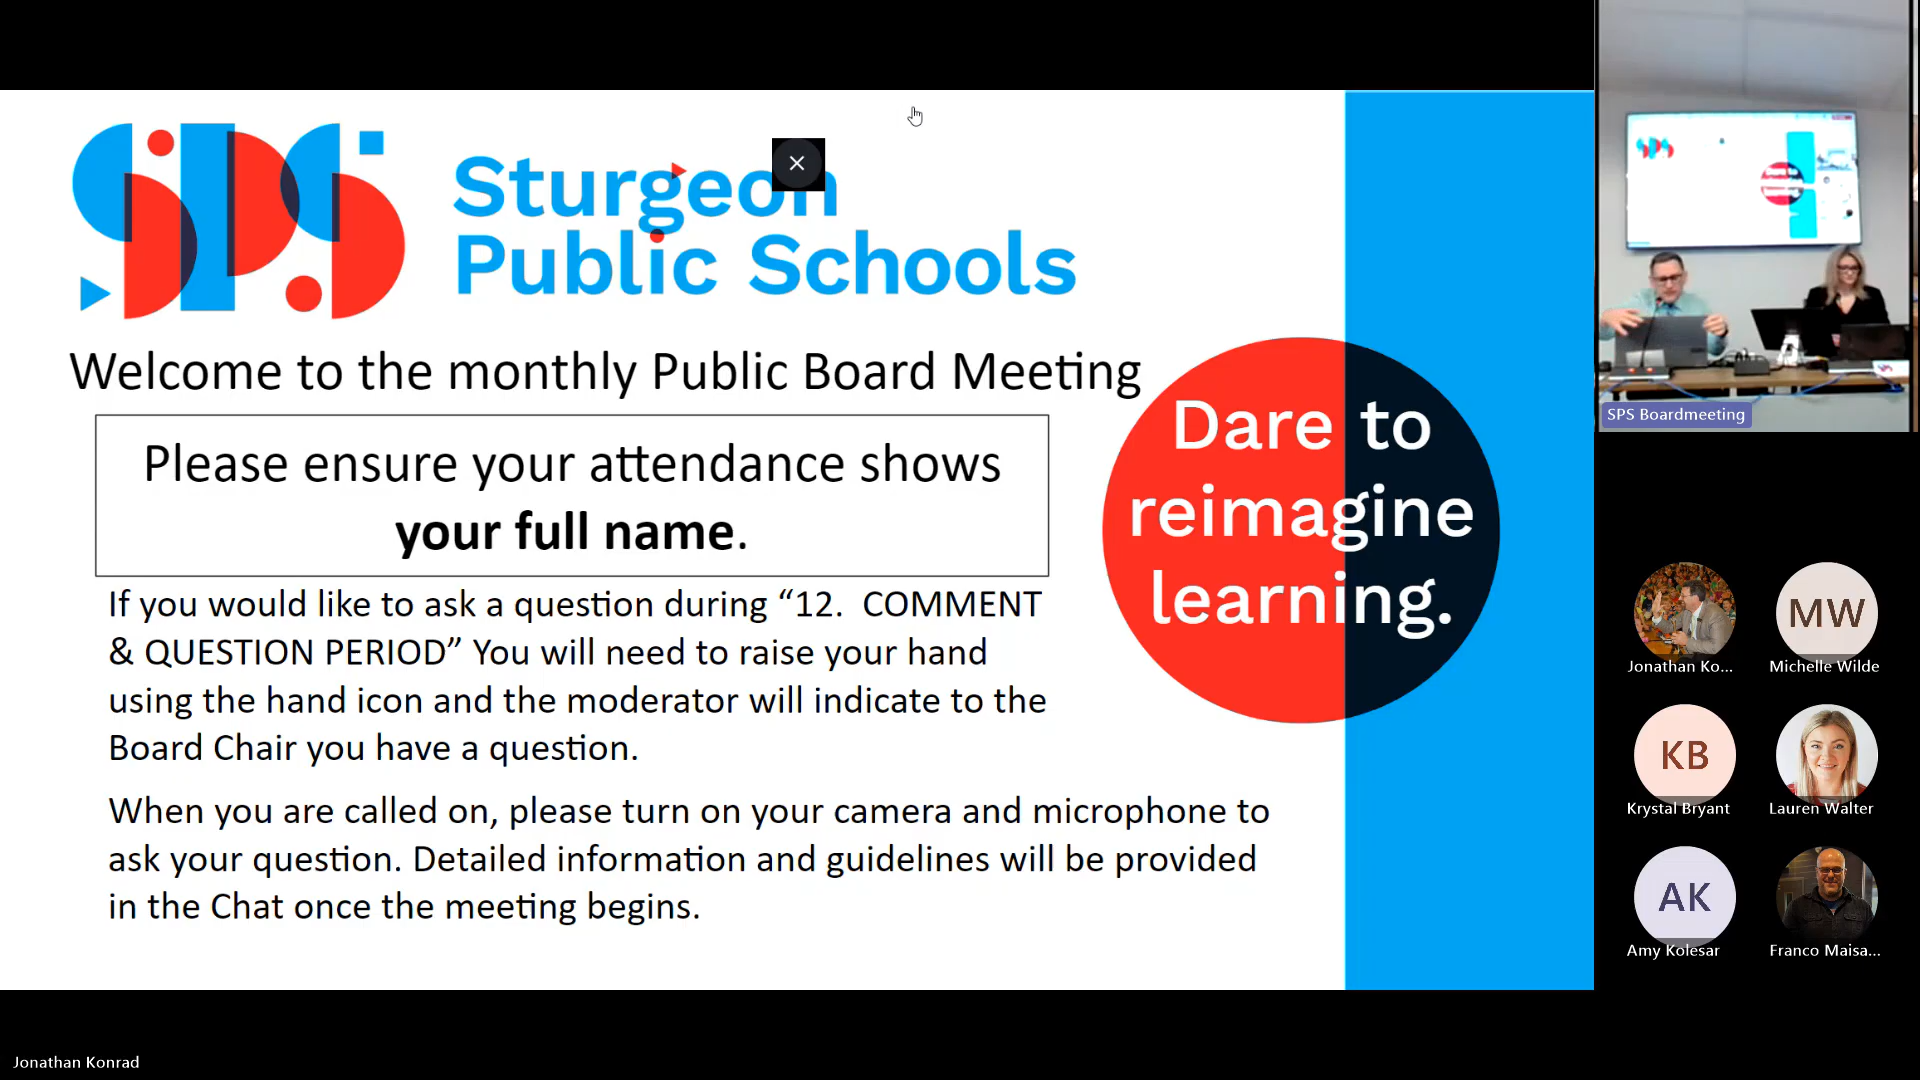 SPS
Sturgeon
Public Schools
Welcome to the monthly Public Board Meeting
Please ensure your attendance shows
your full name.
If you would like to ask a question during “12. COMMENT
& QUESTION PERIOD” You will need to raise your hand
using the hand icon and the moderator will indicate to the
Board Chair you have a question.
When you are called on, please turn on your camera and microphone to
ask your question. Detailed information and guidelines will be provided
in the Chat once the meeting begins.
Dare to
reimagine
learning.
SPS Boardmeeting
Jonathan Ko...
MW
Michelle Wilde
KB
Krystal Bryant
Lauren Walter
AK
Amy Kolesar
Franco Maisa...
Jonathan Konrad